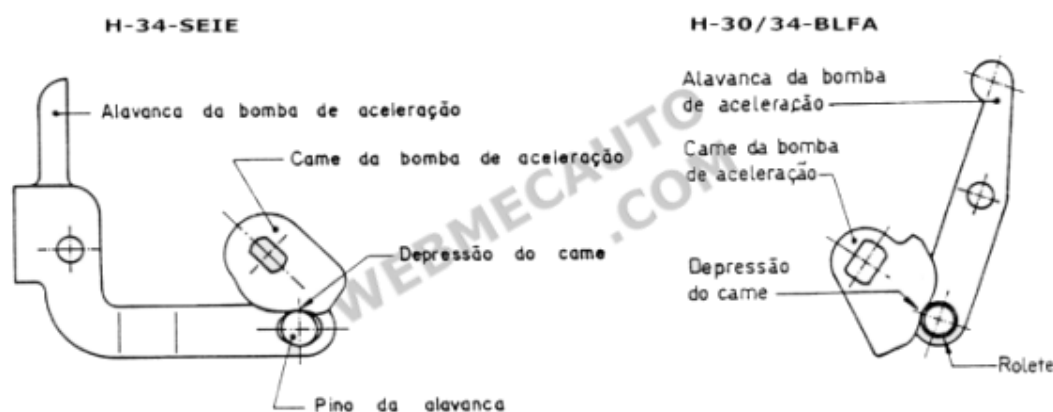 H-34-SEIE
Alavanca da bomba de aceleração
Came da bomba de aceleração
Depressão do came
Pino da alavanca
H-30/34-BLFA
Alavanca da bomba
de aceleração
Came da bomba
de aceleração
Depressão
do came
Rolete
WEBMECAUTO
.COM